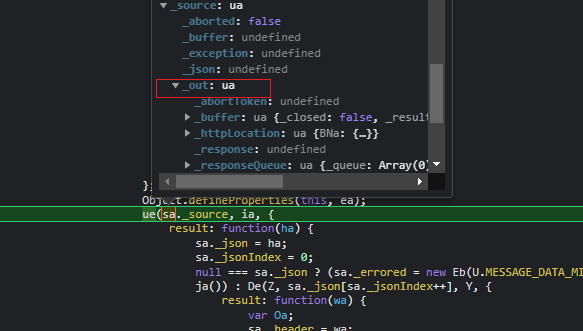 _source: ua
_aborted: false
_buffer: undefined
_exception: undefined
_json: undefined
_out: ua
_abortToken: undefined
_buffer: ua {_closed: false, _resul
_httpLocation: ua {BNa: {…}}
_response: undefined
_responseQueue: ua {_queue: Array(0)
};
Object.defineProperties(this, ea);
ue(sa._source, ia, {
result: function(ha) {
sa._json = ha;
sa._jsonIndex = 0;
null === sa._json ? (sa._errored = new Eb(U.MESSAGE_DATA_MI
ja()) : De(Z, sa._json[sa._jsonIndex++], Y, {
result: function(wa) {
var Oa;
sa._header = wa;